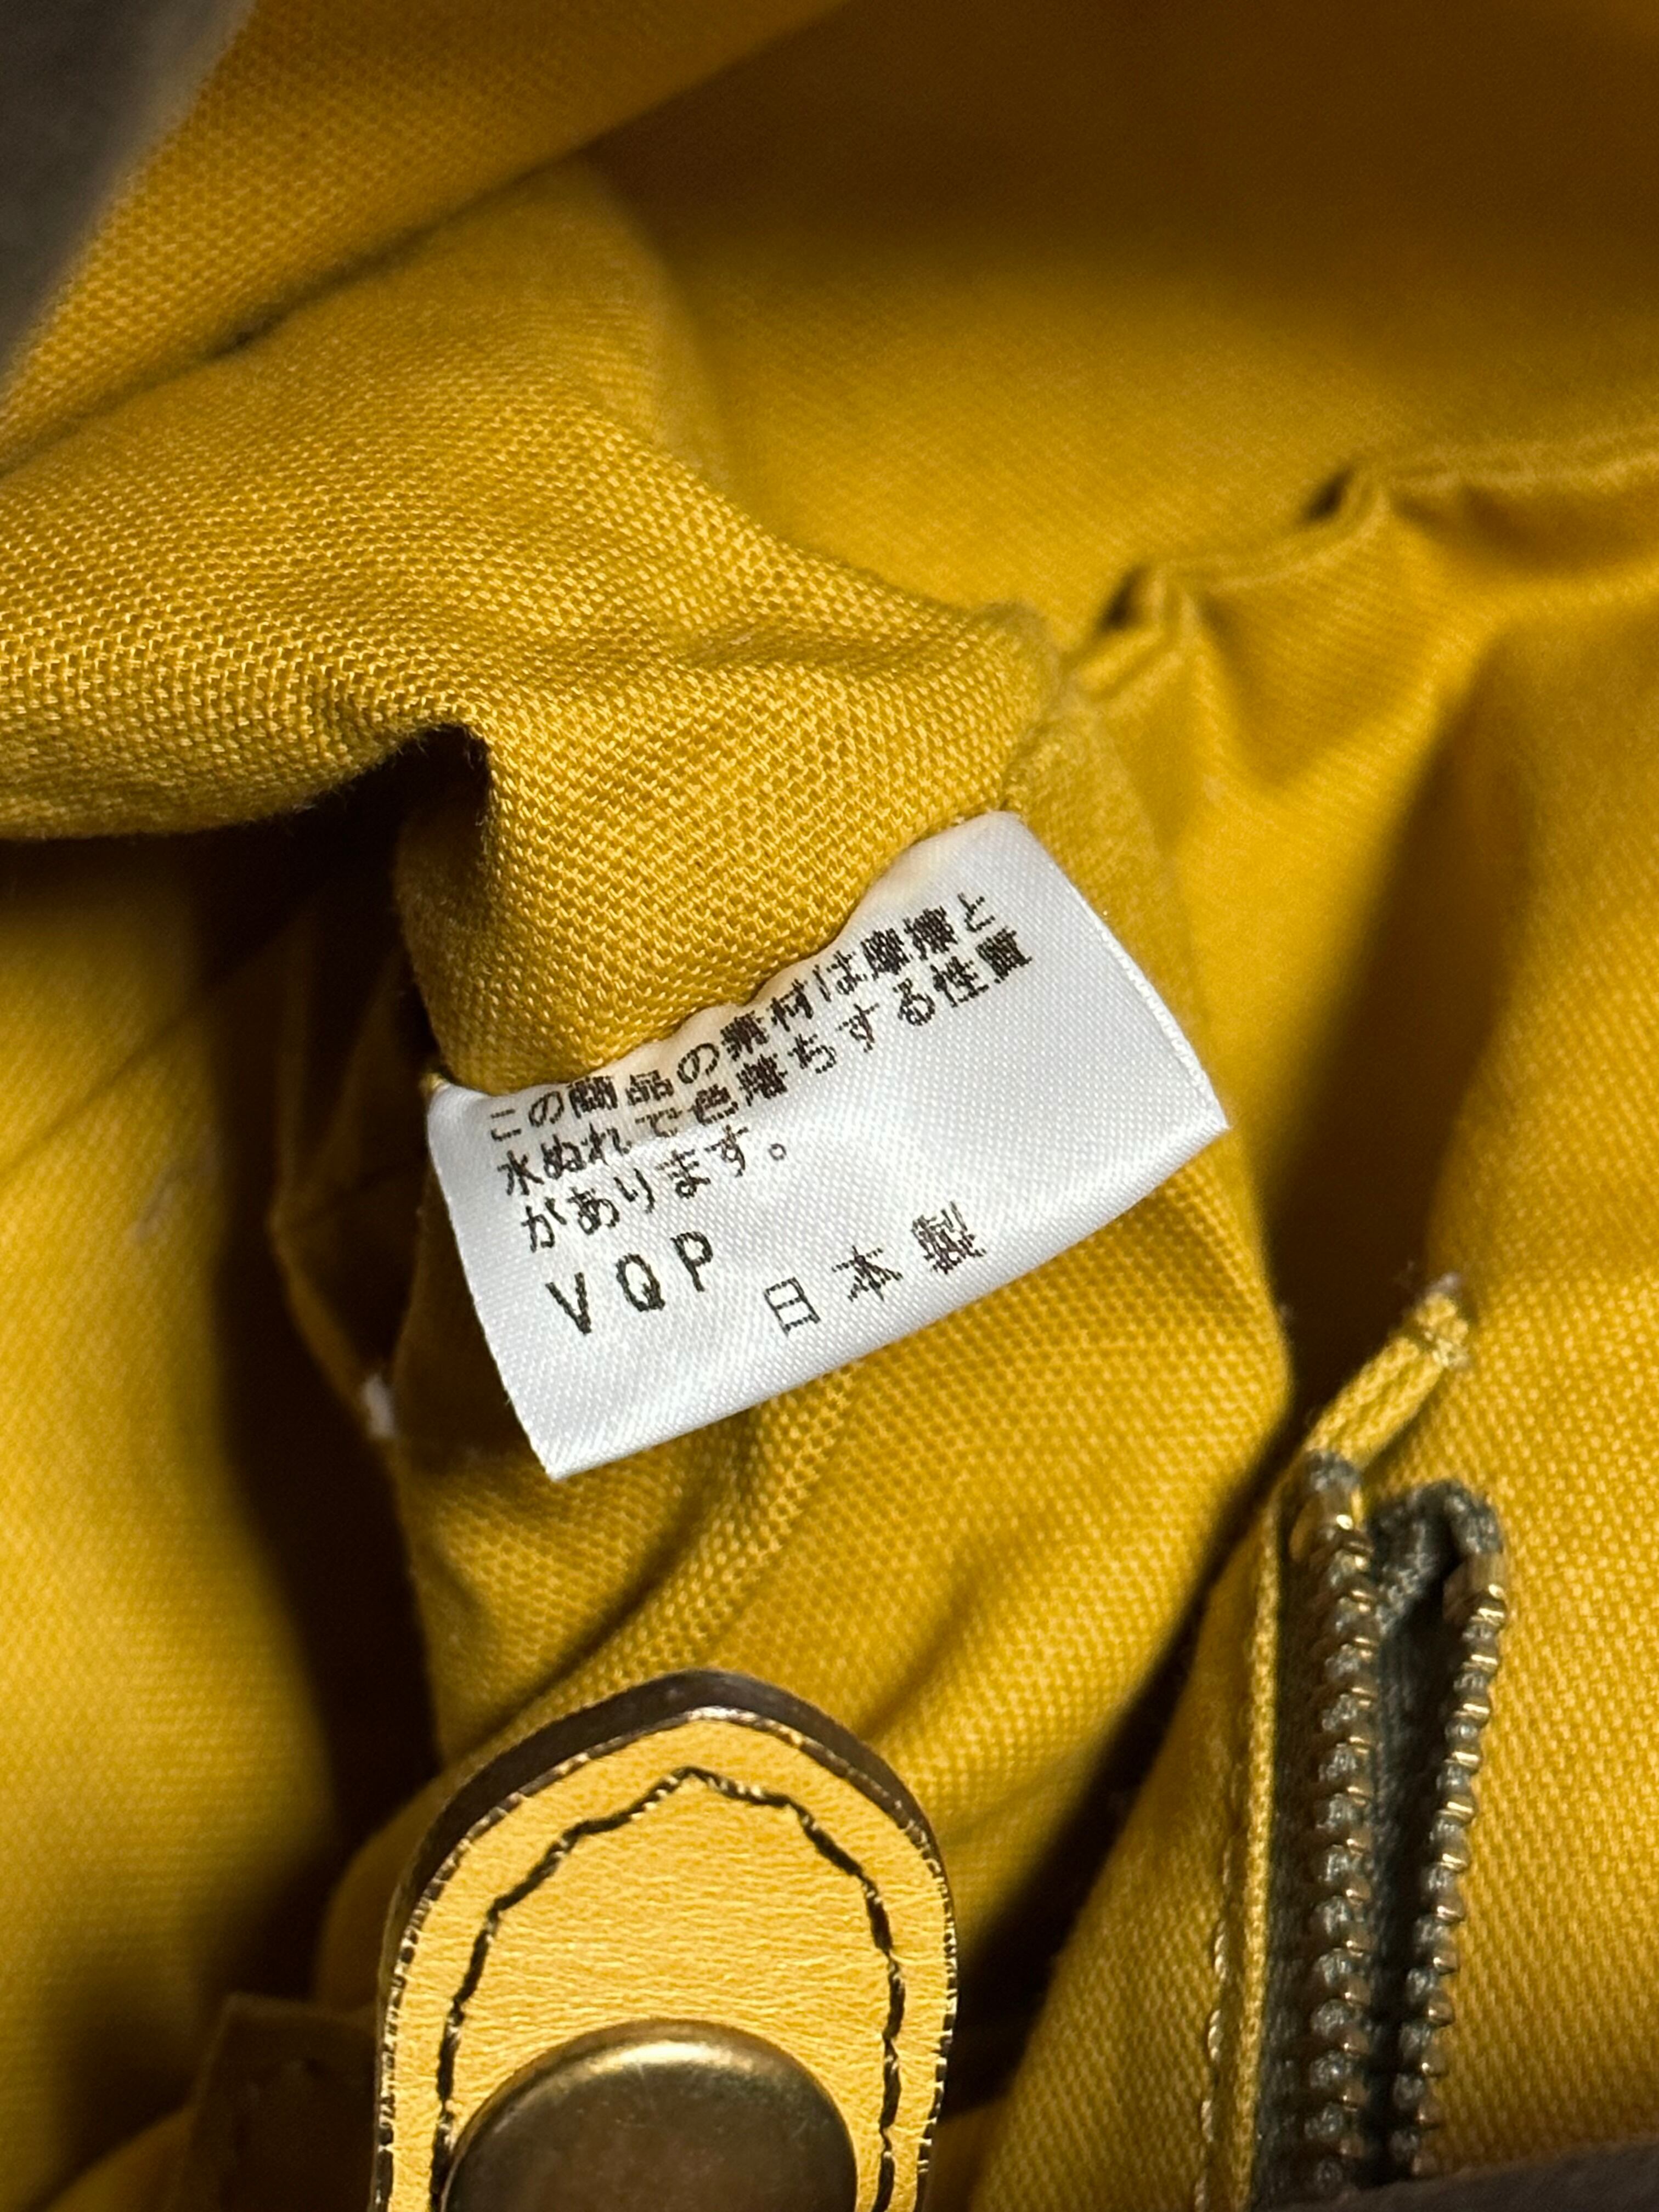 この商品の素材は摩擦と
水ぬれで色落ちする性質
があります。
VQP
日本製